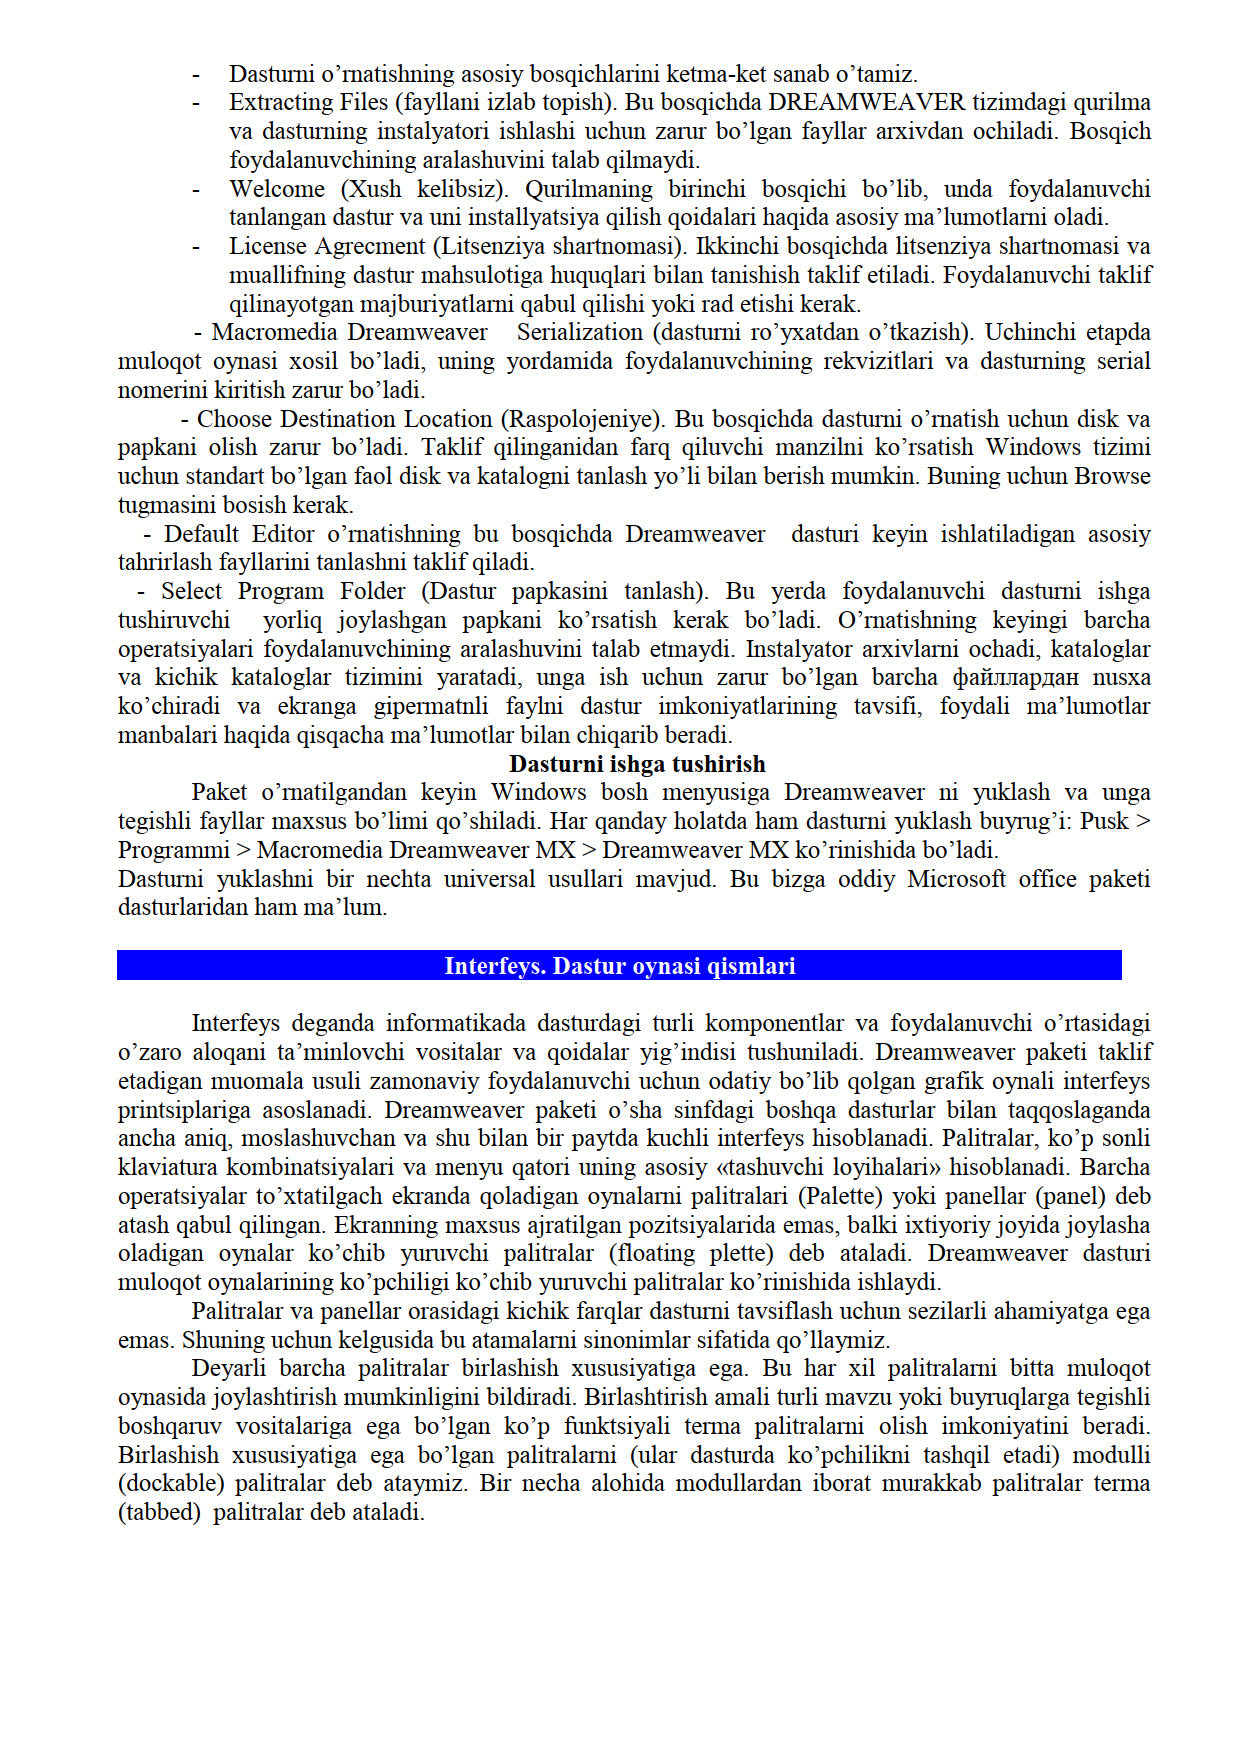 - Dasturni o’rnatishning asosiy bosqichlarini ketma-ket sanab o’tamiz.
- Extracting Files (fayllani izlab topish). Bu bosqichda DREAMWEAVER tizimdagi qurilma
va dasturning instalyatori ishlashi uchun zarur bo’lgan fayllar arxivdan ochiladi. Bosqich
foydalanuvchining aralashuvini talab qilmaydi.
- Welcome (Xush kelibsiz). Qurilmaning birinchi bosqichi bo’lib, unda foydalanuvchi
tanlangan dastur va uni installyatsiya qilish qoidalari haqida asosiy ma’lumotlarni oladi.
- License Agrecment (Litsenziya shartnomasi). Ikkinchi bosqichda litsenziya shartnomasi va
muallifning dastur mahsulotiga huquqlari bilan tanishish taklif etiladi. Foydalanuvchi taklif
qilinayotgan majburiyatlarni qabul qilishi yoki rad etishi kerak.
- Macromedia Dreamweaver Serialization (dasturni ro’yxatdan o’tkazish). Uchinchi etapda
muloqot oynasi xosil bo’ladi, uning yordamida foydalanuvchining rekvizitlari va dasturning serial
nomerini kiritish zarur bo’ladi.
- Choose Destination Location (Raspolojeniye). Bu bosqichda dasturni o’rnatish uchun disk va
papkani olish zarur bo’ladi. Taklif qilinganidan farq qiluvchi manzilni ko’rsatish Windows tizimi
uchun standart bo’lgan faol disk va katalogni tanlash yo’li bilan berish mumkin. Buning uchun Browse
tugmasini bosish kerak.
- Default Editor o’rnatishning bu bosqichda Dreamweaver dasturi keyin ishlatiladigan asosiy
tahrirlash fayllarini tanlashni taklif qiladi.
- Select Program Folder (Dastur papkasini tanlash). Bu yerda foydalanuvchi dasturni ishga
tushiruvchi yorliq joylashgan papkani ko’rsatish kerak bo’ladi. O’rnatishning keyingi barcha
operatsiyalari foydalanuvchining aralashuvini talab etmaydi. Instalyator arxivlarni ochadi, kataloglar
va kichik kataloglar tizimini yaratadi, unga ish uchun zarur bo’lgan barcha файллардан nusxa
ko’chiradi va ekranga gipermatnli faylni dastur imkoniyatlarining tavsifi, foydali ma’lumotlar
manbalari haqida qisqacha ma’lumotlar bilan chiqarib beradi.
Dasturni ishga tushirish
Paket o’rnatilgandan keyin Windows bosh menyusiga Dreamweaver ni yuklash va unga
tegishli fayllar maxsus bo’limi qo’shiladi. Har qanday holatda ham dasturni yuklash buyrug’i: Pusk >
Programmi > Macromedia Dreamweaver MX > Dreamweaver MX ko’rinishida bo’ladi.
Dasturni yuklashni bir nechta universal usullari mavjud. Bu bizga oddiy Microsoft office paketi
dasturlaridan ham ma’lum.
Interfeys. Dastur oynasi qismlari
Interfeys deganda informatikada dasturdagi turli komponentlar va foydalanuvchi o’rtasidagi
o’zaro aloqani ta’minlovchi vositalar va qoidalar yig’indisi tushuniladi. Dreamweaver paketi taklif
etadigan muomala usuli zamonaviy foydalanuvchi uchun odatiy bo’lib qolgan grafik oynali interfeys
printsiplariga asoslanadi. Dreamweaver paketi o’sha sinfdagi boshqa dasturlar bilan taqqoslaganda
ancha aniq, moslashuvchan va shu bilan bir paytda kuchli interfeys hisoblanadi. Palitralar, ko’p sonli
klaviatura kombinatsiyalari va menyu qatori uning asosiy «tashuvchi loyihalari» hisoblanadi. Barcha
operatsiyalar to’xtatilgach ekranda qoladigan oynalarni palitralari (Palette) yoki panellar (panel) deb
atash qabul qilingan. Ekranning maxsus ajratilgan pozitsiyalarida emas, balki ixtiyoriy joyida joylasha
oladigan oynalar ko’chib yuruvchi palitralar (floating plette) deb ataladi. Dreamweaver dasturi
muloqot oynalarining ko’pchiligi ko’chib yuruvchi palitralar ko’rinishida ishlaydi.
Palitralar va panellar orasidagi kichik farqlar dasturni tavsiflash uchun sezilarli ahamiyatga ega
emas. Shuning uchun kelgusida bu atamalarni sinonimlar sifatida qo’llaymiz.
Deyarli barcha palitralar birlashish xususiyatiga ega. Bu har xil palitralarni bitta muloqot
oynasida joylashtirish mumkinligini bildiradi. Birlashtirish amali turli mavzu yoki buyruqlarga tegishli
boshqaruv vositalariga ega bo’lgan ko’p funktsiyali terma palitralarni olish imkoniyatini beradi.
Birlashish xususiyatiga ega bo’lgan palitralarni (ular dasturda ko’pchilikni tashqil etadi) modulli
(dockable) palitralar deb ataymiz. Bir necha alohida modullardan iborat murakkab palitralar terma
(tabbed) palitralar deb ataladi.